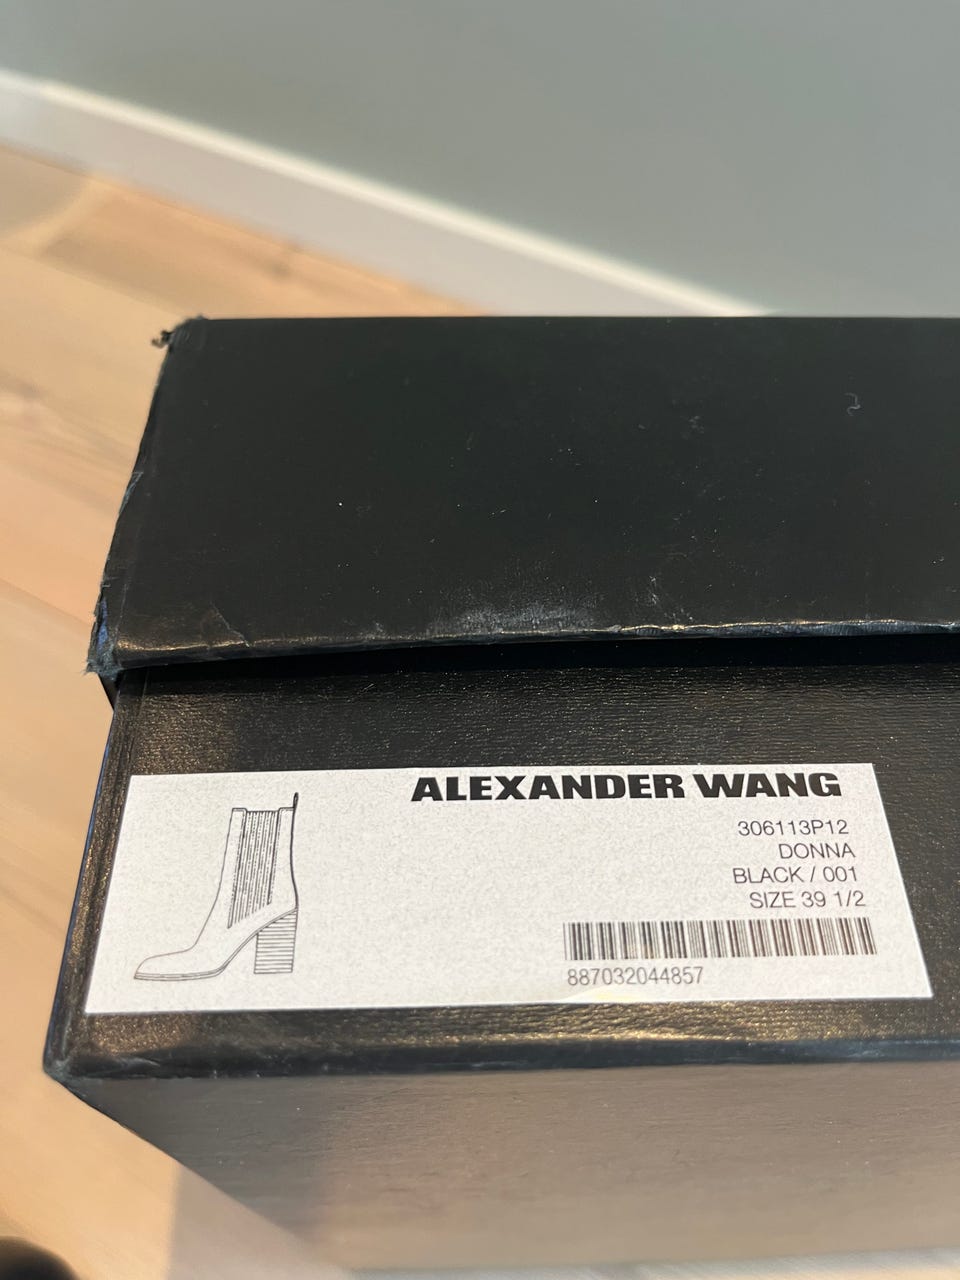 ALEXANDER WANG
306113P12
DONNA
BLACK / 001
SIZE 39 1/2
887032044857